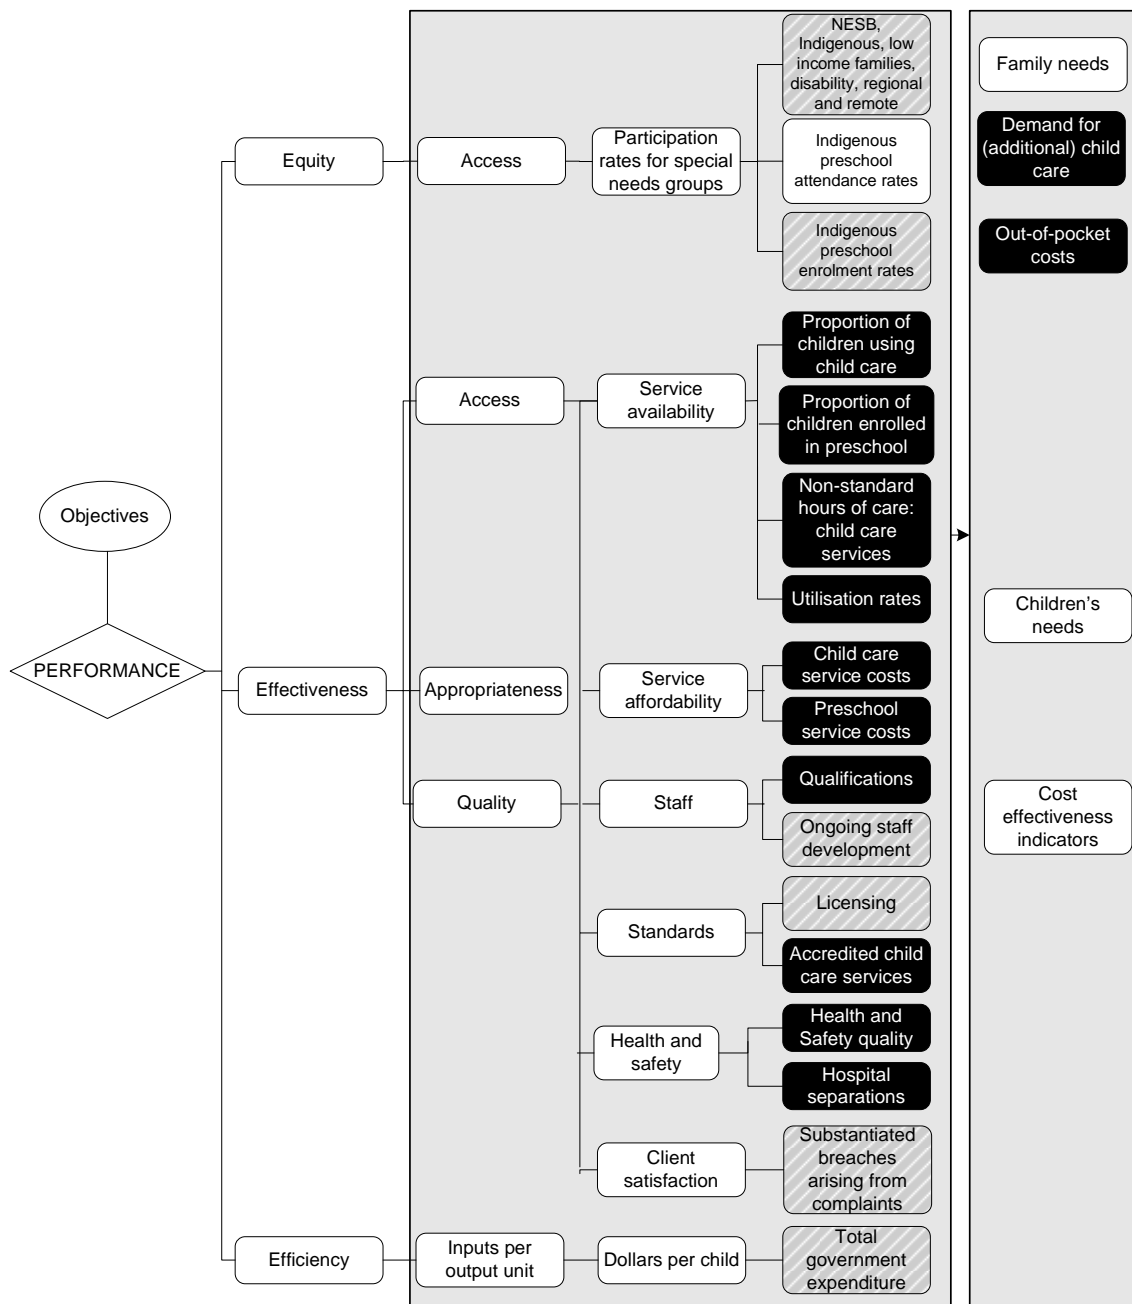 Objectives
PERFORMANCE
Equity
Effectiveness
Efficiency
Access
Participation
rates for special
needs groups
NESB,
Indigenous, low
income families,
disability, regional
and remote
Indigenous
preschool
attendance rates
Indigenous
preschool
enrolment rates
Access
Appropriateness
Quality
Service
availability
Proportion of
children using
child care
Proportion of
children enrolled
in preschool
Non-standard
hours of care:
child care
services
Utilisation rates
Service
affordability
Child care
service costs
Preschool
service costs
Staff
Qualifications
Ongoing staff
development
Standards
Licensing
Accredited child
care services
Health and
safety
Health and
Safety quality
Hospital
separations
Client
satisfaction
Substantiated
breaches
arising from
complaints
Inputs per
output unit
Dollars per child
Total
government
expenditure
Family needs
Demand for
(additional) child
care
Out-of-pocket
costs
Children's
needs
Cost
effectiveness
indicators